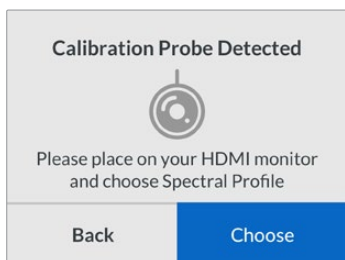 Calibration Probe Detected
Please place on your HDMI monitor
and choose Spectral Profile
Back
Choose